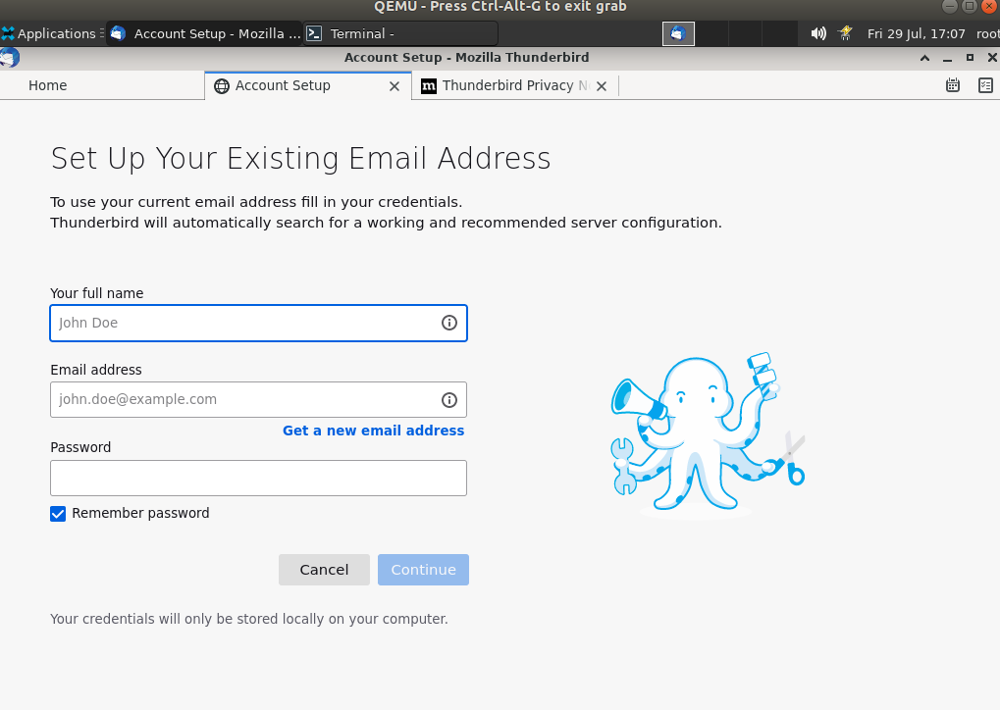 QEMU - Press Ctrl-Alt-G to exit grab
Applications
Account Setup - Mozilla ...
Terminal -
Fri 29 Jul, 17:07
root
Account Setup - Mozilla Thunderbird
Home
Account Setup
m
Thunderbird Privacy N
Set Up Your Existing Email Address
To use your current email address fill in your credentials.
Thunderbird will automatically search for a working and recommended server configuration.
Your full name
John Doe
Email address
john.doe@example.com
Get a new email address
Password
Remember password
Cancel
Continue
Your credentials will only be stored locally on your computer.